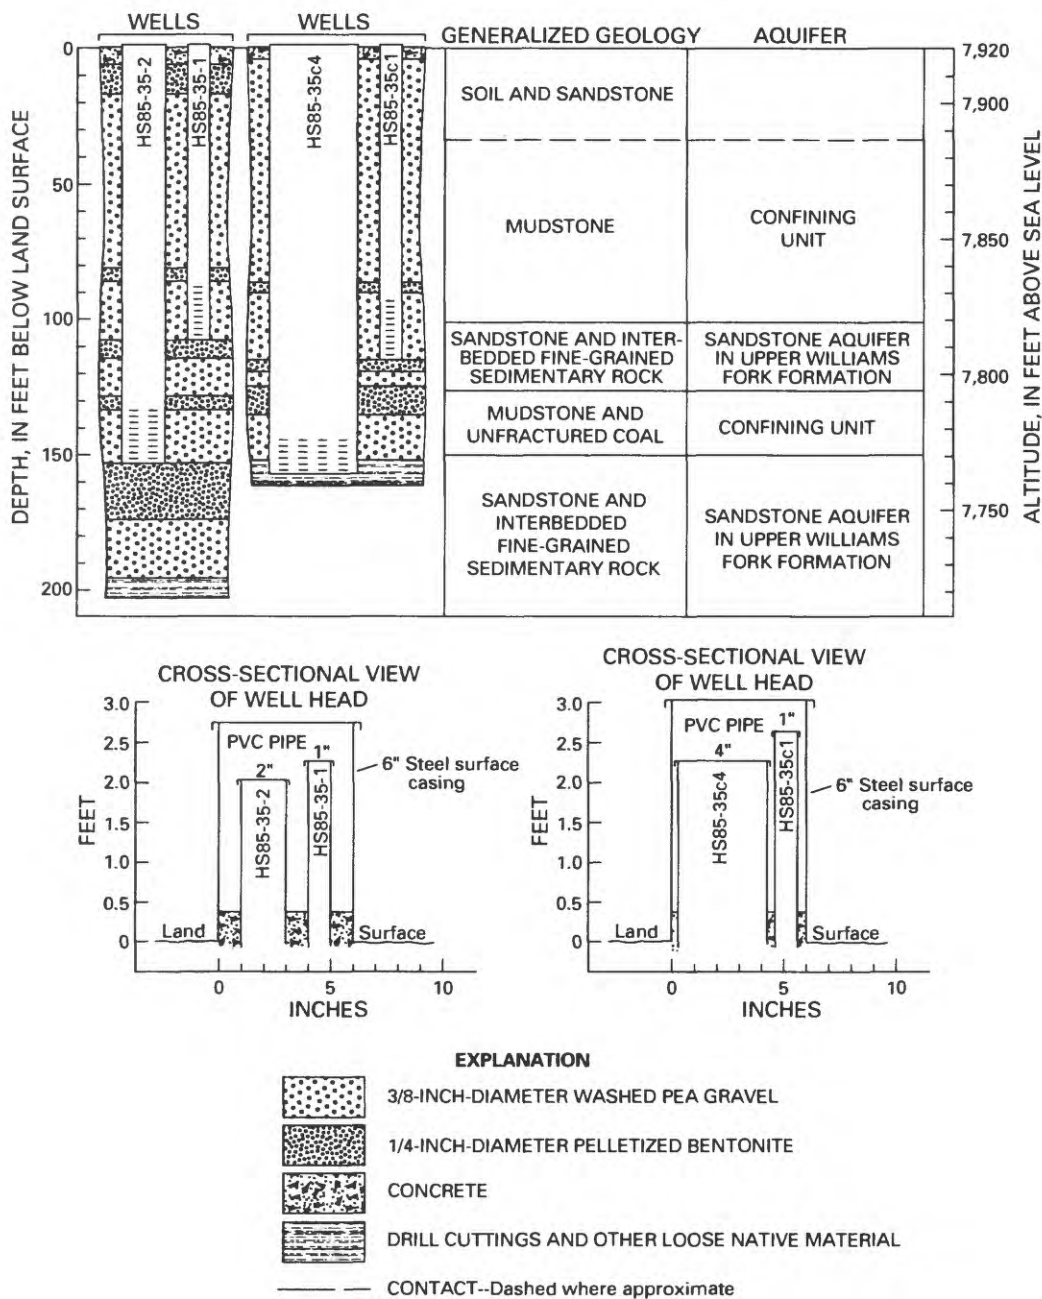 WELLS
WELLS
GENERALIZED GEOLOGY
AQUIFER
DEPTH, IN FEET BELOW LAND SURFACE
0
50
100
150
200
HS85-35-2
HS85-35-1
HS85-35c4
HS85-35c1
SOIL AND SANDSTONE
MUDSTONE
CONFINING
UNIT
SANDSTONE AND INTER-
BEDDED FINE-GRAINED
SEDIMENTARY ROCK
SANDSTONE AQUIFER
IN UPPER WILLIAMS
FORK FORMATION
MUDSTONE AND
UNFRACTURED COAL
CONFINING UNIT
SANDSTONE AND
INTERBEDDED
FINE-GRAINED
SEDIMENTARY ROCK
SANDSTONE AQUIFER
IN UPPER WILLIAMS
FORK FORMATION
7,920
7,900
7,850
7,800
7,750
ALTITUDE, IN FEET ABOVE SEA LEVEL
CROSS-SECTIONAL VIEW
OF WELL HEAD
FEET
3.0
2.5
2.0
1.5
1.0
0.5
0
PVC PIPE
2"
1"
HS85-35-2
HS85-35-1
6" Steel surface
casing
Land
Surface
0
5
10
INCHES
CROSS-SECTIONAL VIEW
OF WELL HEAD
FEET
3.0
2.5
2.0
1.5
1.0
0.5
0
PVC PIPE
1"
4"
HS85-35c4
HS85-35c1
6" Steel surface
casing
Land
Surface
0
5
10
INCHES
EXPLANATION
3/8-INCH-DIAMETER WASHED PEA GRAVEL
1/4-INCH-DIAMETER PELLETIZED BENTONITE
CONCRETE
DRILL CUTTINGS AND OTHER LOOSE NATIVE MATERIAL
CONTACT--Dashed where approximate